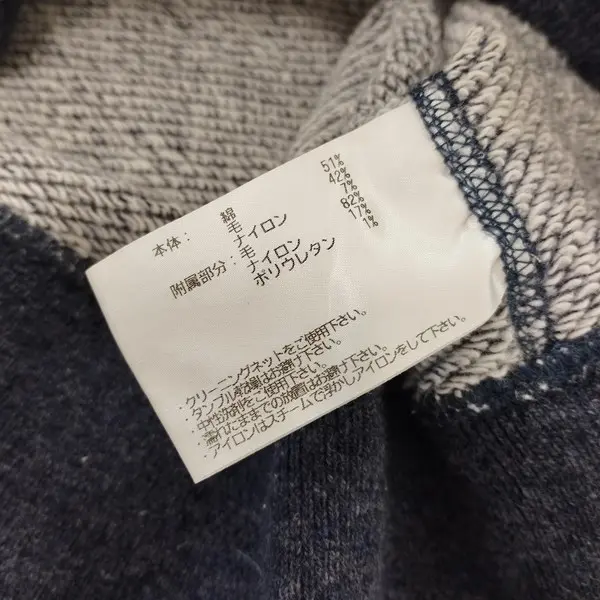 本体： 綿 51%
毛 42%
ナイロン 7%
附属部分： 毛 82%
ナイロン 17%
ポリウレタン 1%
・クリーニングネットをご使用下さい。
・タンブル乾燥はお避け下さい。
・中性洗剤をご使用下さい。
・濡れたままでの放置はお避け下さい。
・アイロンはスチームで浮かしアイロンをして下さい。